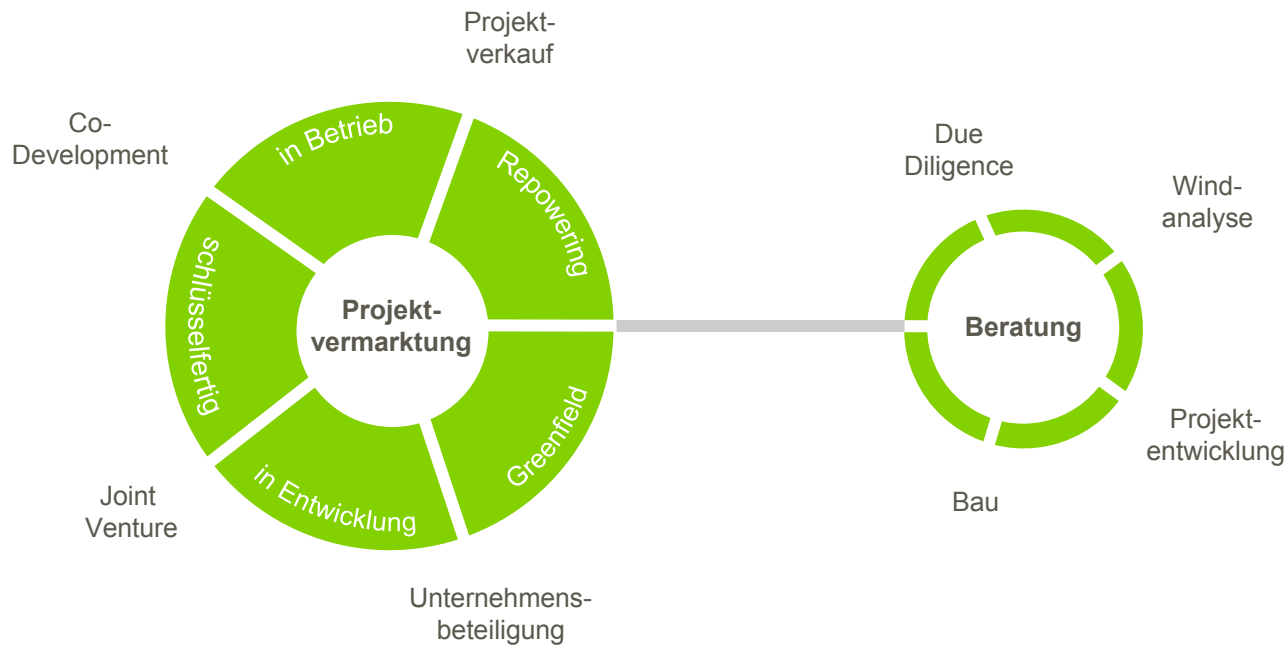 Projekt-
verkauf
Co-
Development
in Betrieb
Repowering
schlüsselfertig
Projekt-
vermarktung
in Entwicklung
Greenfield
Joint
Venture
Unternehmens-
beteiligung
Due
Diligence
Wind-
analyse
Beratung
Projekt-
entwicklung
Bau